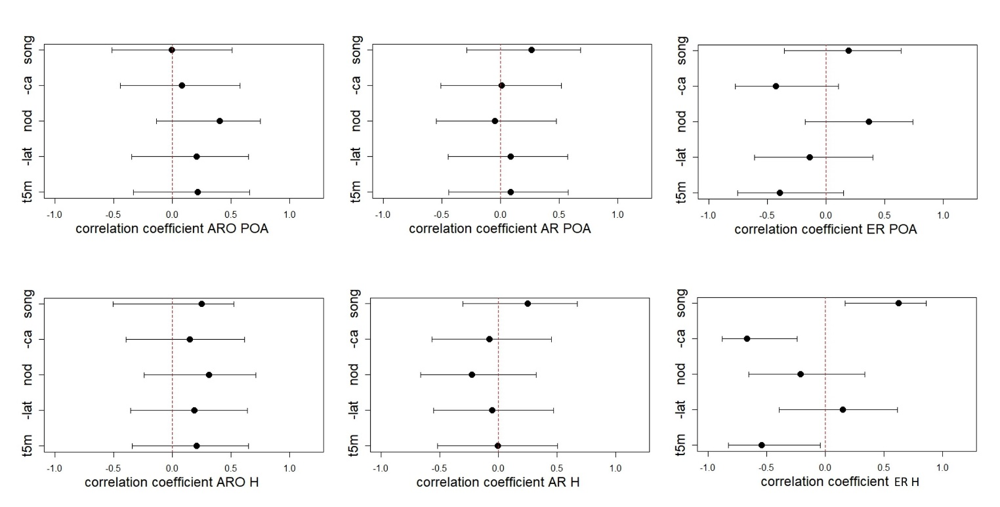 song
-ca
nod
-lat
t5m
-1.0 -0.5 0.0 0.5 1.0
correlation coefficient ARO POA
song
-ca
nod
-lat
t5m
-1.0 -0.5 0.0 0.5 1.0
correlation coefficient AR POA
song
-ca
nod
-lat
t5m
-1.0 -0.5 0.0 0.5 1.0
correlation coefficient ER POA
song
-ca
nod
-lat
t5m
-1.0 -0.5 0.0 0.5 1.0
correlation coefficient ARO H
song
-ca
nod
-lat
t5m
-1.0 -0.5 0.0 0.5 1.0
correlation coefficient AR H
song
-ca
nod
-lat
t5m
-1.0 -0.5 0.0 0.5 1.0
correlation coefficient ER H